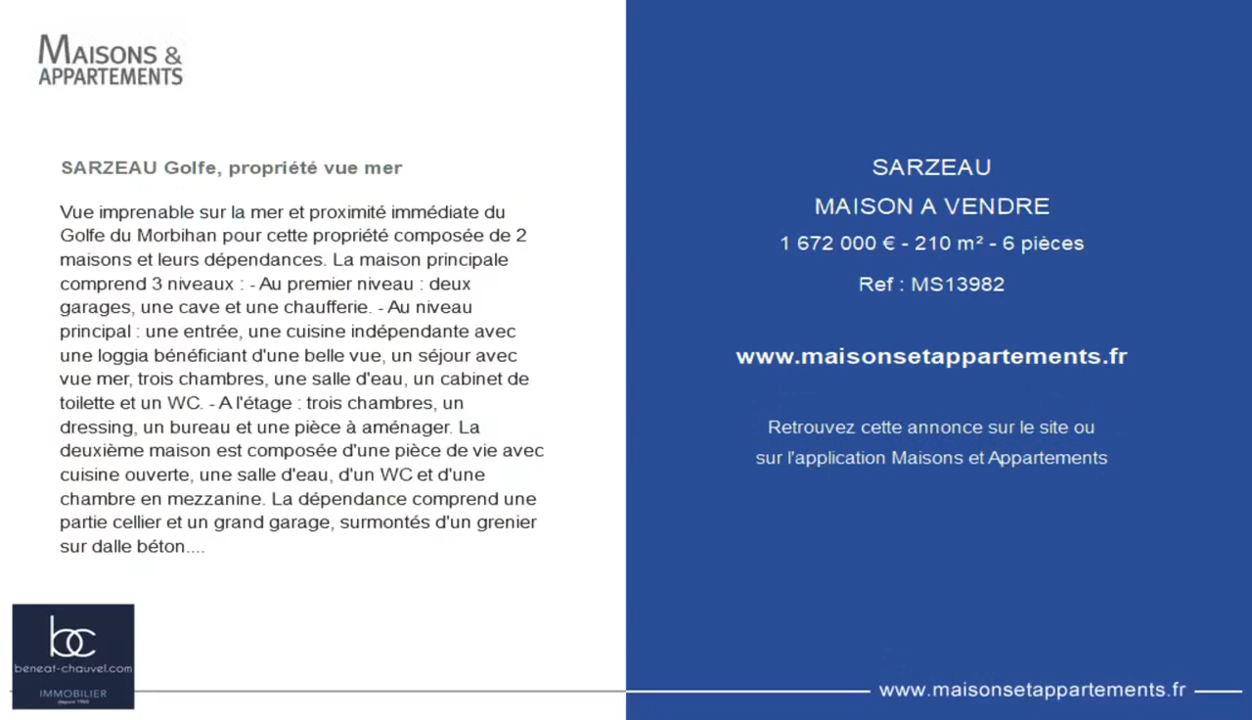 MAISONS &
APPARTEMENTS
SARZEAU Golfe, propriété vue mer
Vue imprenable sur la mer et proximité immédiate du
Golfe du Morbihan pour cette propriété composée de 2
maisons et leurs dépendances. La maison principale
comprend 3 niveaux : - Au premier niveau : deux
garages, une cave et une chaufferie. - Au niveau
principal : une entrée, une cuisine indépendante avec
une loggia bénéficiant d'une belle vue, un séjour avec
vue mer, trois chambres, une salle d'eau, un cabinet de
toilette et un WC. - A l'étage : trois chambres, un
dressing, un bureau et une pièce à aménager. La
deuxième maison est composée d'une pièce de vie avec
cuisine ouverte, une salle d'eau, d'un WC et d'une
chambre en mezzanine. La dépendance comprend une
partie cellier et un grand garage, surmontés d'un grenier
sur dalle béton....
bc
beneat-chauvel.com
IMMOBILIER
depuis 1965
SARZEAU
MAISON A VENDRE
1 672 000 € - 210 m² - 6 pièces
Ref : MS13982
www.maisonsetappartements.fr
Retrouvez cette annonce sur le site ou
sur l'application Maisons et Appartements
www.maisonsetappartements.fr